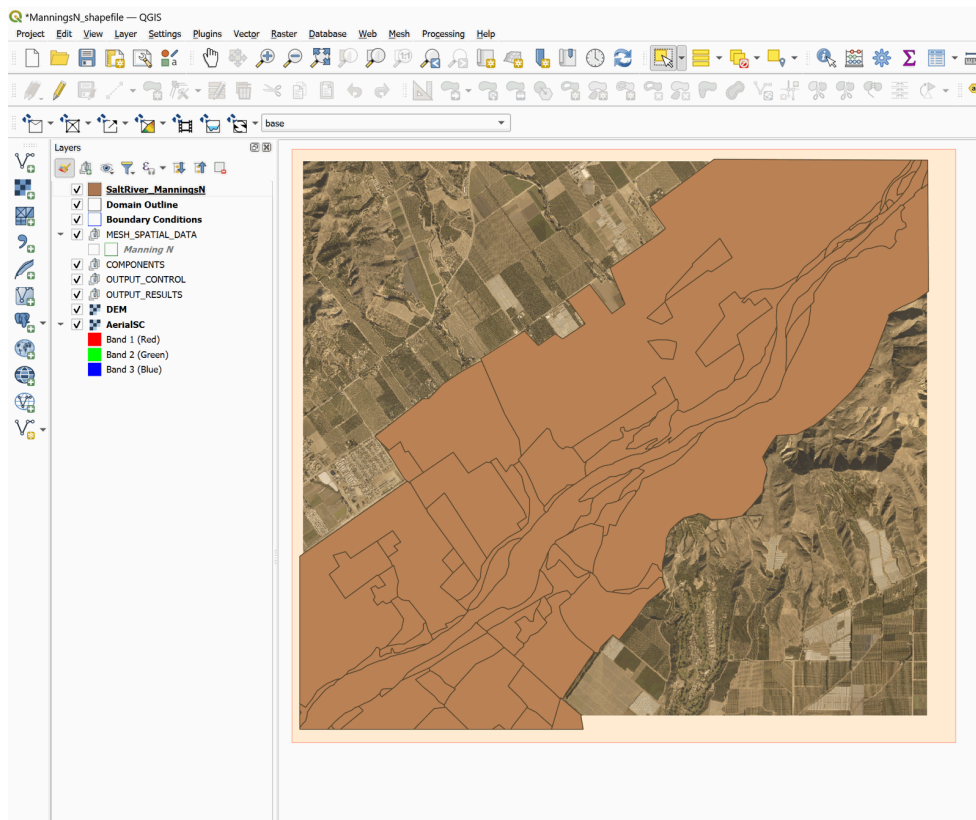 *ManningsN_shapefile — QGIS
Project Edit View Layer Settings Plugins Vector Raster Database Web Mesh Processing Help
base
Layers
SaltRiver_ManningsN
Domain Outline
Boundary Conditions
MESH_SPATIAL_DATA
Manning N
COMPONENTS
OUTPUT_CONTROL
OUTPUT_RESULTS
DEM
AerialSC
Band 1 (Red)
Band 2 (Green)
Band 3 (Blue)